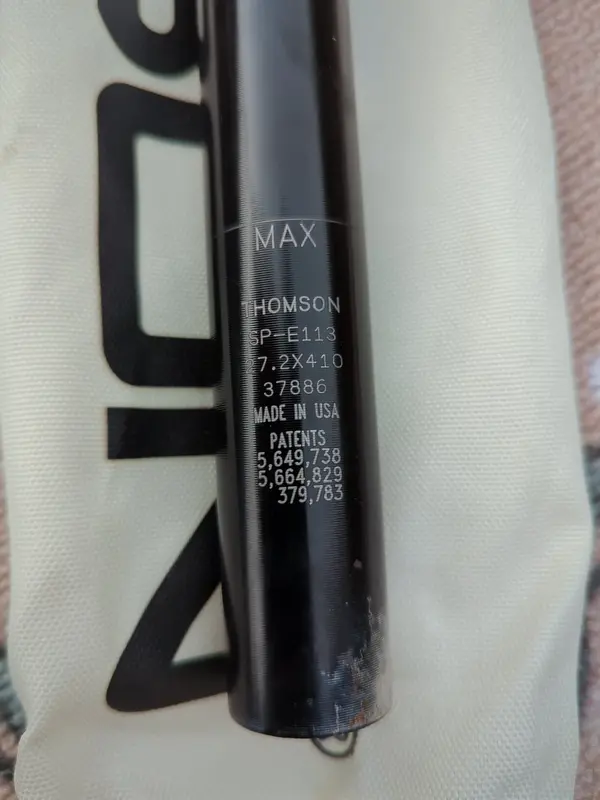 MAX
THOMSON
SP-E113
27.2X410
37886
MADE IN USA
PATENTS
5,649,738
5,664,829
379,783